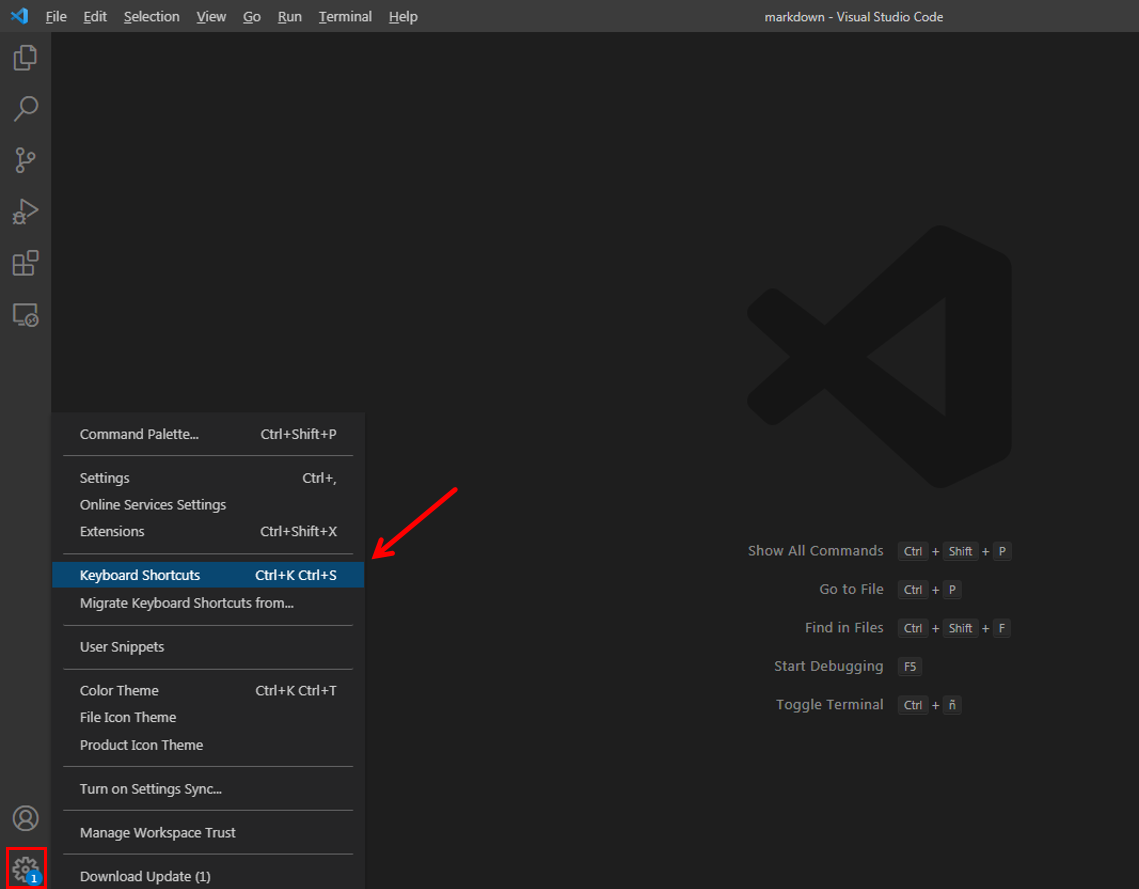 File Edit Selection View Go Run Terminal Help markdown - Visual Studio Code
Command Palette... Ctrl+Shift+P
Settings Ctrl+,
Online Services Settings
Extensions Ctrl+Shift+X
Keyboard Shortcuts Ctrl+K Ctrl+S
Migrate Keyboard Shortcuts from...
User Snippets
Color Theme Ctrl+K Ctrl+T
File Icon Theme
Product Icon Theme
Turn on Settings Sync...
Manage Workspace Trust
Download Update (1)
1
Show All Commands Ctrl + Shift + P
Go to File Ctrl + P
Find in Files Ctrl + Shift + F
Start Debugging F5
Toggle Terminal Ctrl + ñ